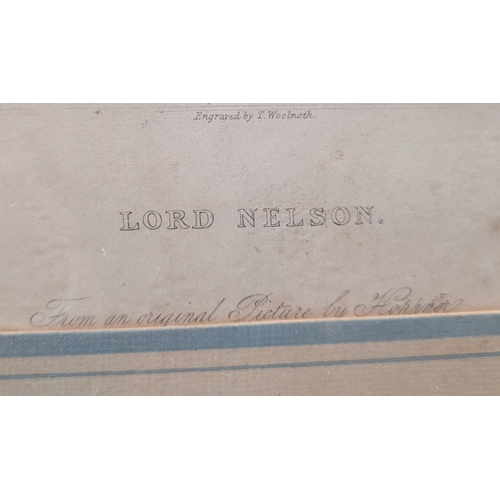 Engraved by T. Woolnoth.
LORD NELSON.
From an original Picture by Hoppner